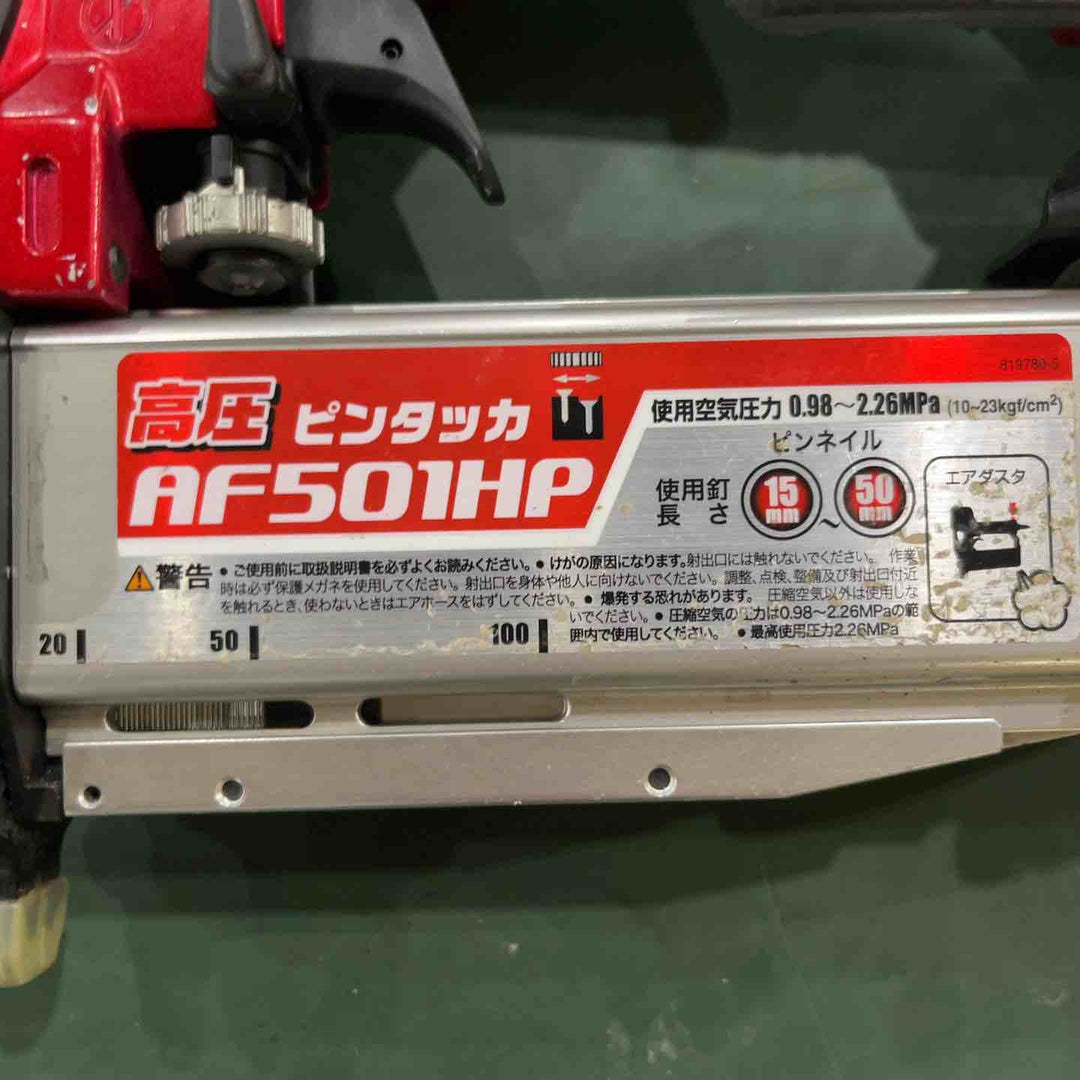 819780-5
高圧 ピンタッカ
AF501HP
使用空気圧力 0.98～2.26MPa (10~23kgf/cm²)
ピンネイル
使用釘
長さ
15
mm
～
50
mm
エアダスタ
警告
●ご使用前に取扱説明書を必ずよくお読みください。●けがの原因になります。射出口には触れないでください。 作業
時は必ず保護メガネを使用してください。射出口を身体や他人に向けないでください。調整、点検、整備及び射出口付近
を触れるとき、使わないときはエアホースをはずしてください。●爆発する恐れがあります。 圧縮空気以外は使用しな
いでください。●圧縮空気の圧力は0.98～2.26MPaの範
囲内で使用してください。 ●最高使用圧力2.26MPa
20 50 100